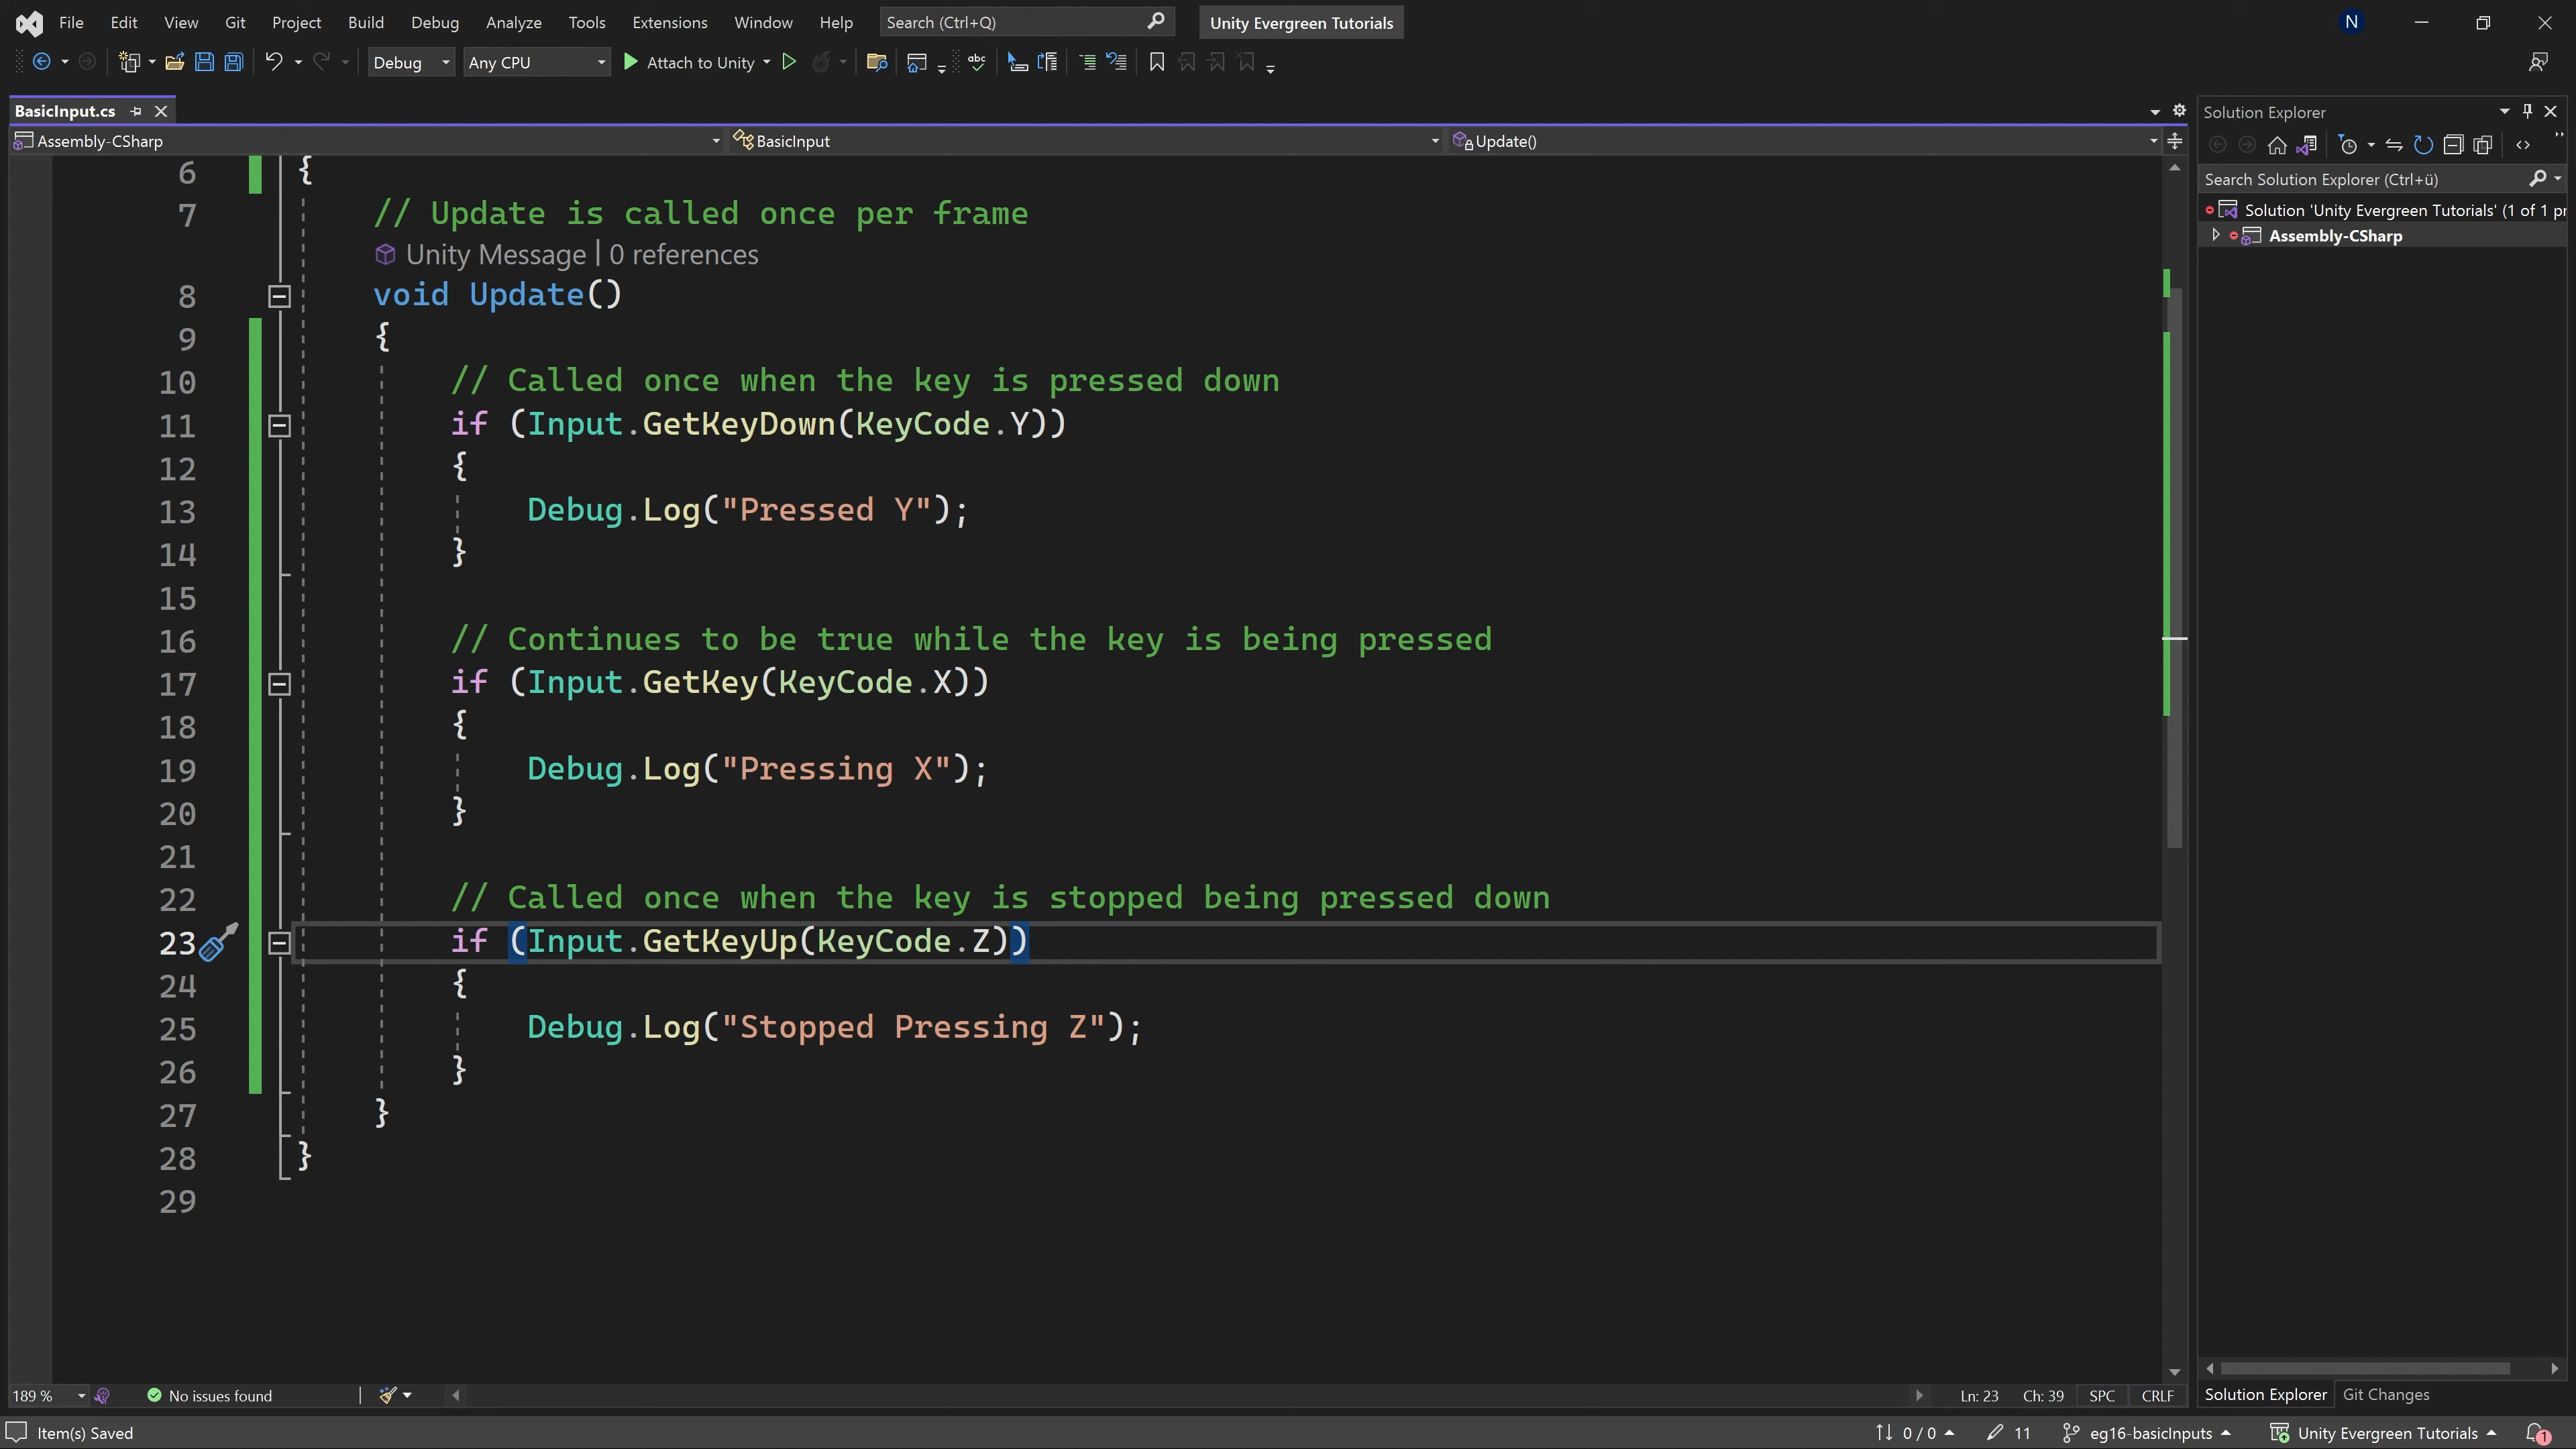 File Edit View Git Project Build Debug Analyze Tools Extensions Window Help Search (Ctrl+Q) Unity Evergreen Tutorials N
Debug Any CPU Attach to Unity abc
BasicInput.cs
Assembly-CSharp BasicInput Update()
6 {
7 // Update is called once per frame
Unity Message | 0 references
8 void Update()
9 {
10 // Called once when the key is pressed down
11 if (Input.GetKeyDown(KeyCode.Y))
12 {
13 Debug.Log("Pressed Y");
14 }
15
16 // Continues to be true while the key is being pressed
17 if (Input.GetKey(KeyCode.X))
18 {
19 Debug.Log("Pressing X");
20 }
21
22 // Called once when the key is stopped being pressed down
23 if (Input.GetKeyUp(KeyCode.Z))
24 {
25 Debug.Log("Stopped Pressing Z");
26 }
27 }
28 }
29
189 % No issues found Ln: 23 Ch: 39 SPC CRLF
Solution Explorer
Search Solution Explorer (Ctrl+ü)
Solution 'Unity Evergreen Tutorials' (1 of 1 pr
Assembly-CSharp
Solution Explorer Git Changes
Item(s) Saved 0 / 0 11 eg16-basicInputs Unity Evergreen Tutorials 1